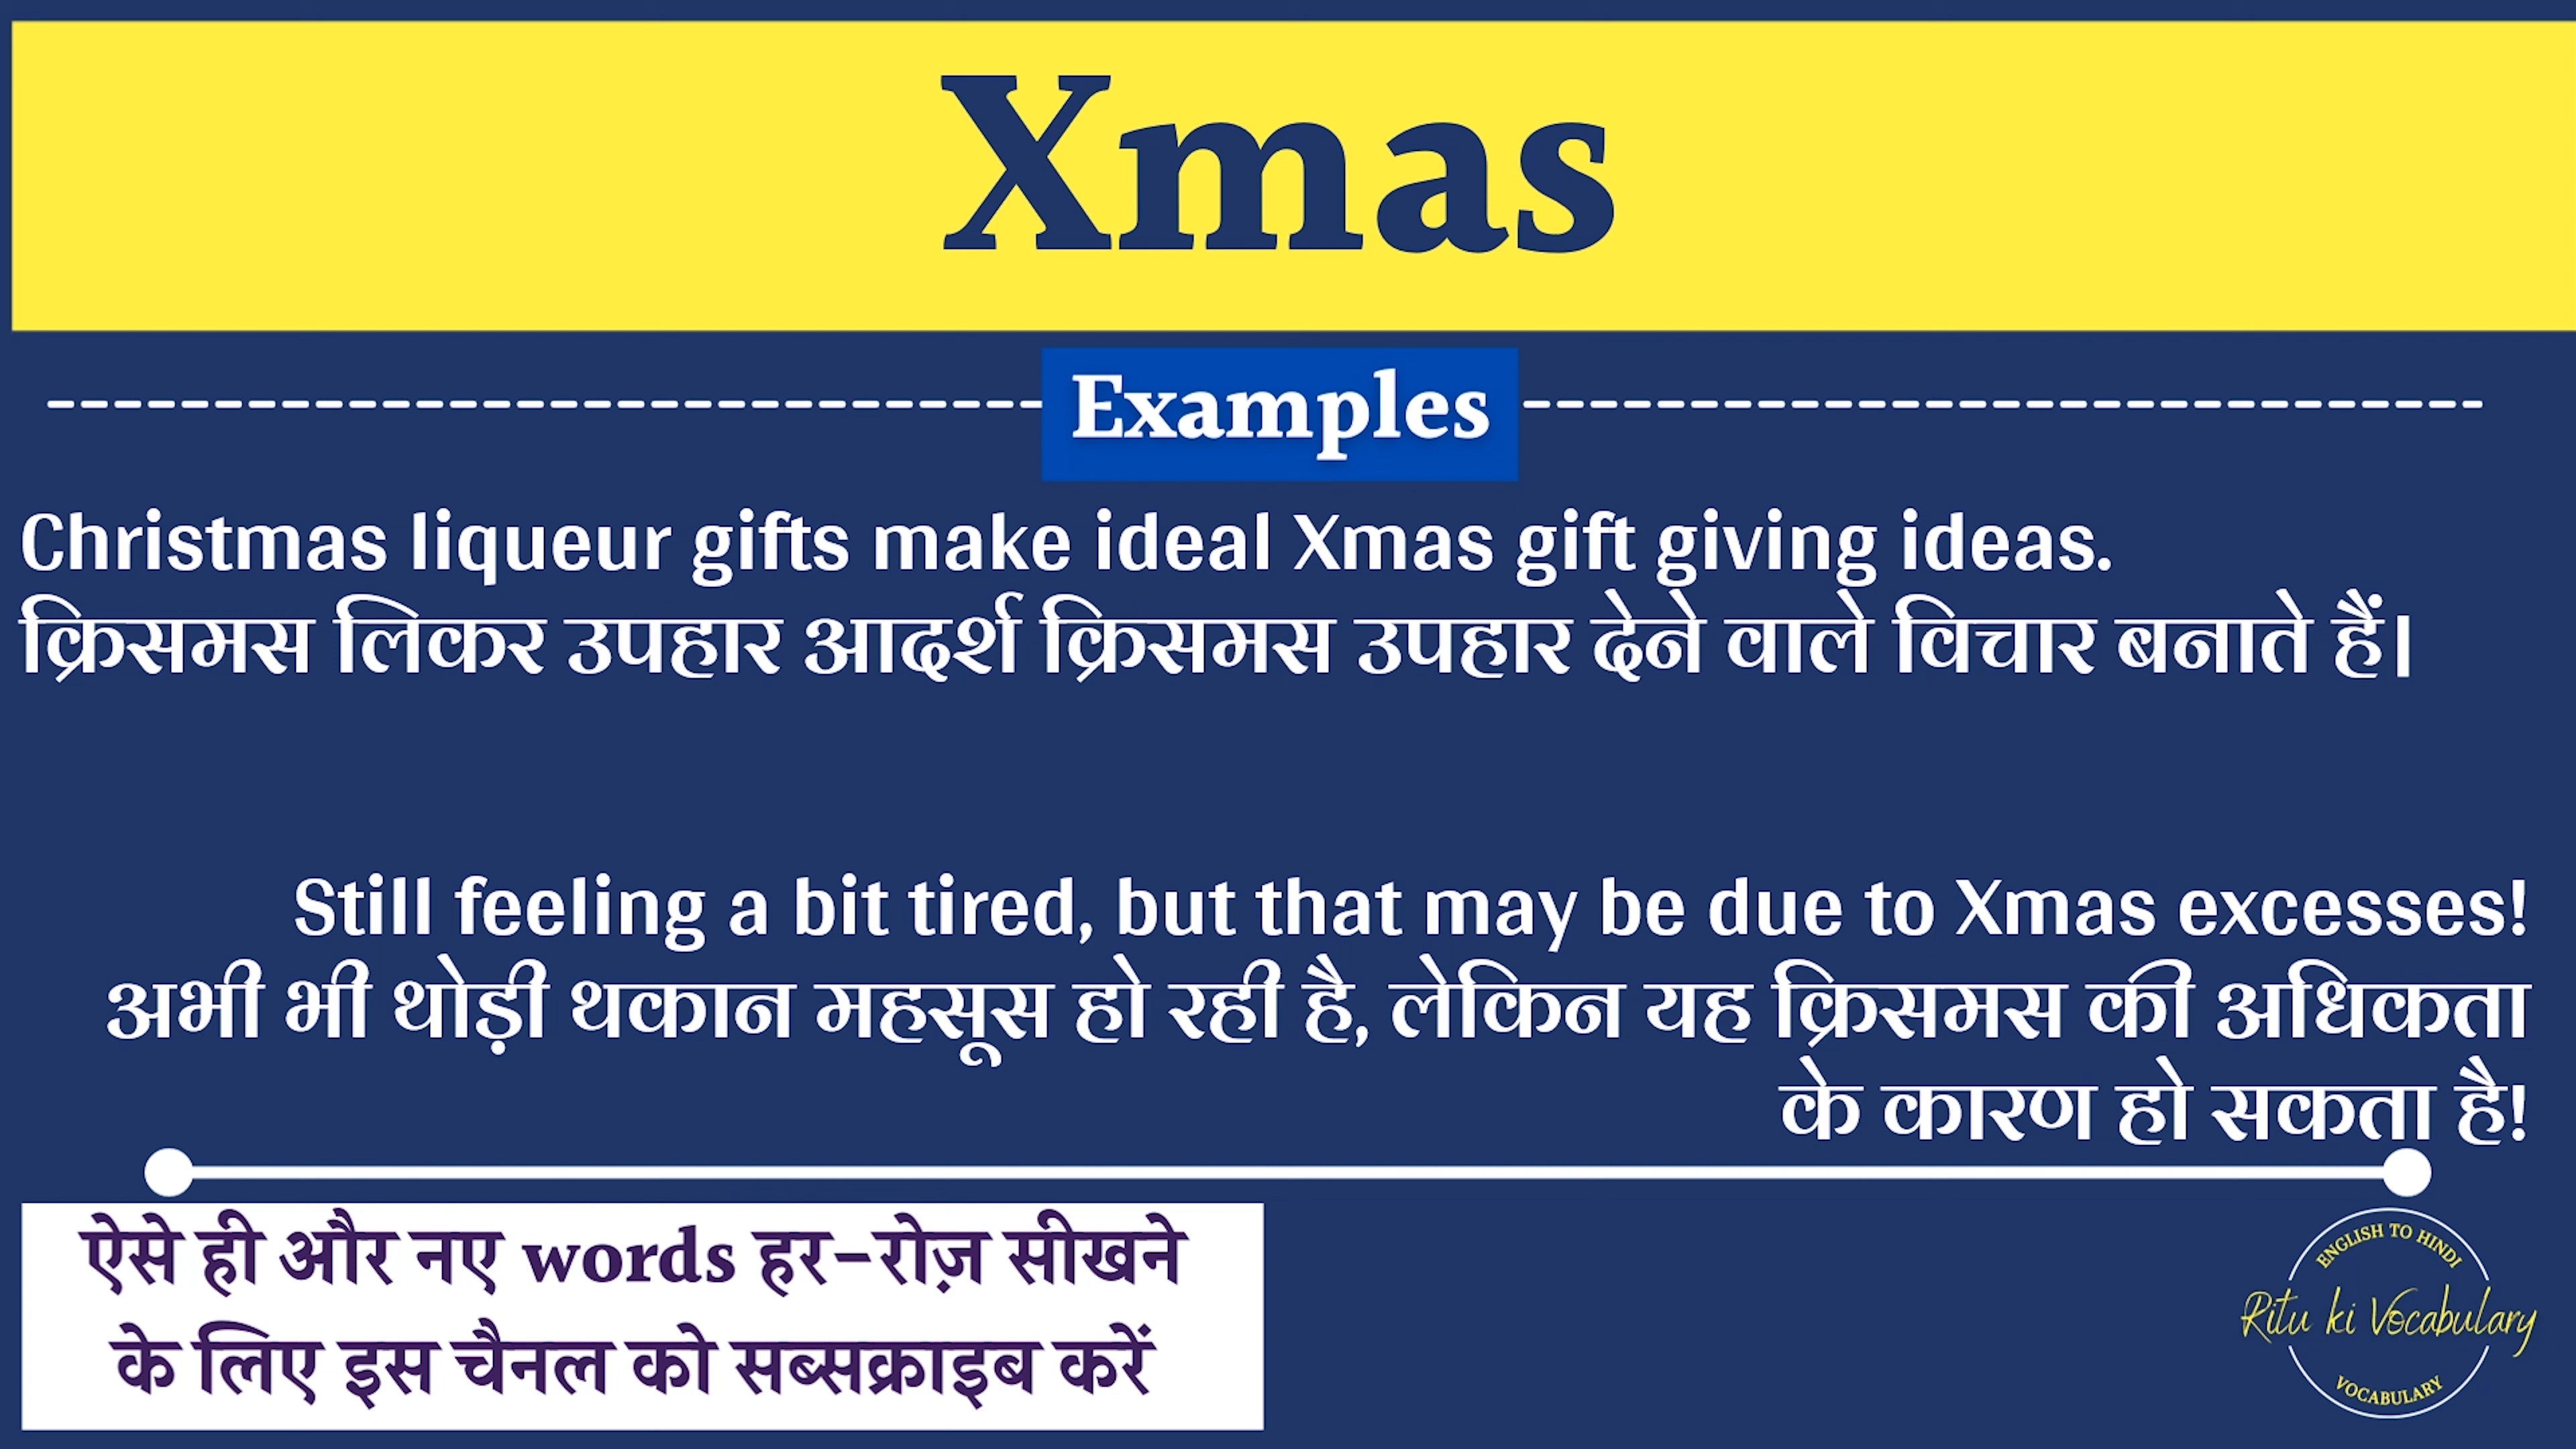 Xmas
Examples
Christmas liqueur gifts make ideal Xmas gift giving ideas.
क्रिसमस लिकर उपहार आदर्श क्रिसमस उपहार देने वाले विचार बनाते हैं।
Still feeling a bit tired, but that may be due to Xmas excesses!
अभी भी थोड़ी थकान महसूस हो रही है, लेकिन यह क्रिसमस की अधिकता
के कारण हो सकता है!
ऐसे ही और नए words हर-रोज़ सीखने
के लिए इस चैनल को सब्सक्राइब करें
ENGLISH TO HINDI
Ritu ki Vocabulary
VOCABULARY